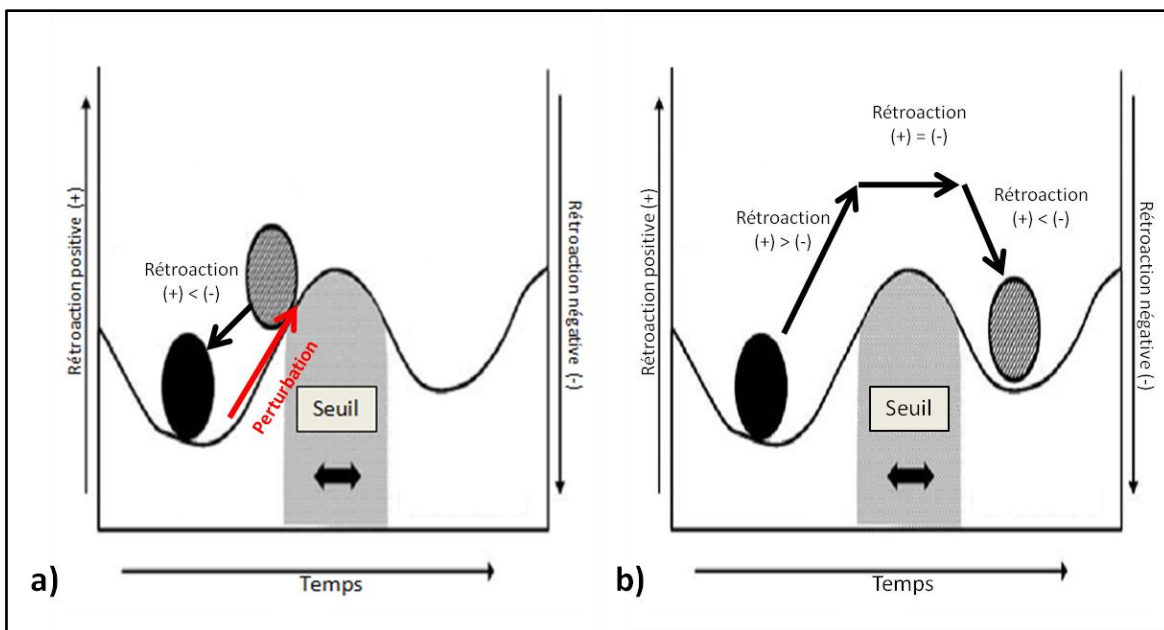 Rétroaction positive (+)
Rétroaction
(+) < (-)
Perturbation
Seuil
Rétroaction négative (-)
a)
Temps
Rétroaction positive (+)
Rétroaction
(+) > (-)
Rétroaction
(+) = (-)
Rétroaction
(+) < (-)
Seuil
Rétroaction négative (-)
b)
Temps